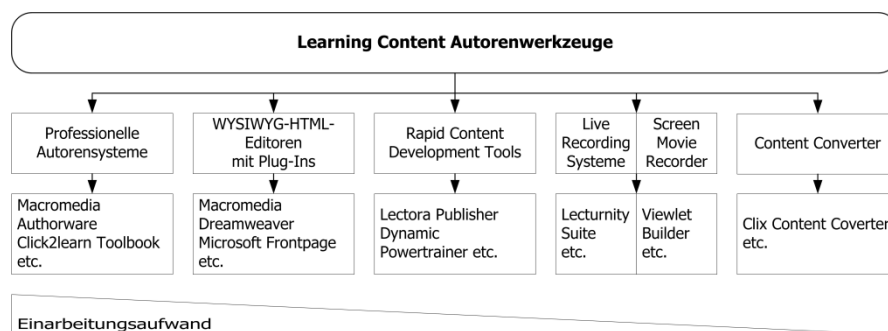 Learning Content Autorenwerkzeuge
Professionelle
Autorensysteme
WYSIWYG-HTML-
Editoren
mit Plug-Ins
Rapid Content
Development Tools
Live
Recording
Systeme
Screen
Movie
Recorder
Content Converter
Macromedia
Authorware
Click2learn Toolbook
etc.
Macromedia
Dreamweaver
Microsoft Frontpage
etc.
Lectora Publisher
Dynamic
Powertrainer etc.
Lecturnity
Suite
etc.
Viewlet
Builder
etc.
Clix Content Coverter
etc.
Einarbeitungsaufwand